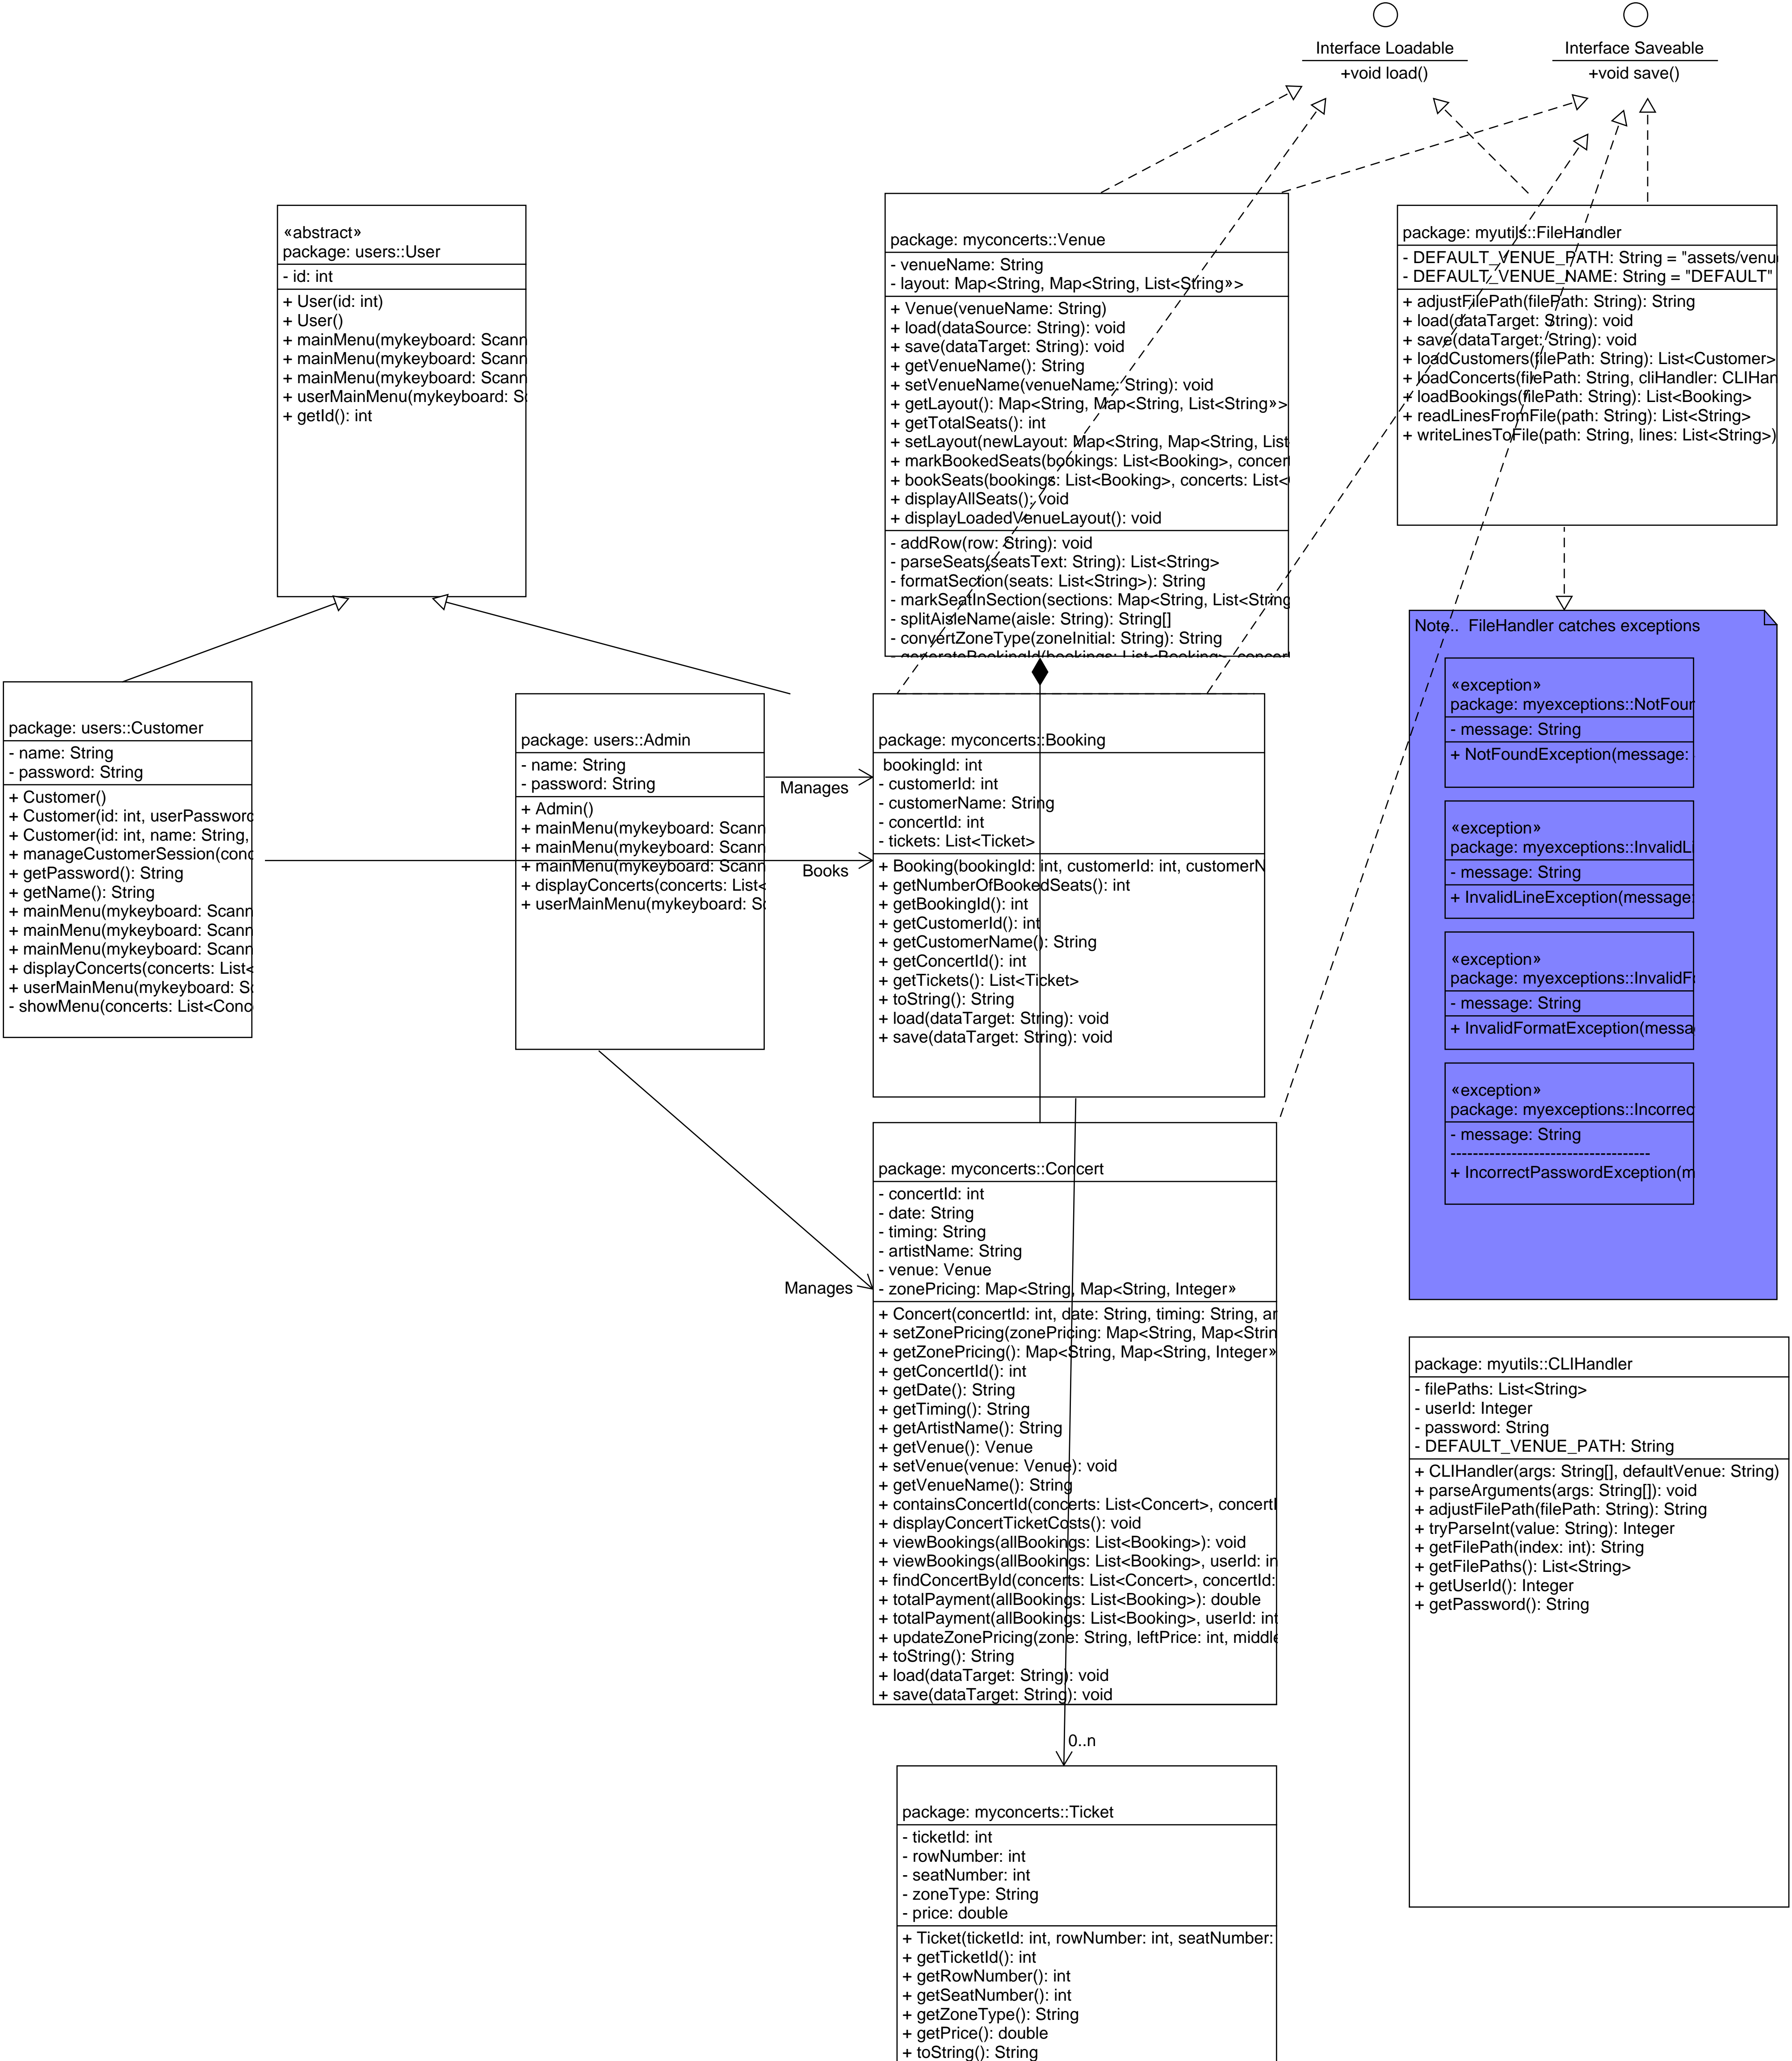 Interface Loadable
+void load()
Interface Saveable
+void save()
«abstract»
package: users::User
- id: int
+ User(id: int)
+ User()
+ mainMenu(mykeyboard: Scann
+ mainMenu(mykeyboard: Scann
+ mainMenu(mykeyboard: Scann
+ userMainMenu(mykeyboard: S
+ getId(): int
package: myconcerts::Venue
- venueName: String
- layout: Map<String, Map<String, List<String»>
+ Venue(venueName: String)
+ load(dataSource: String): void
+ save(dataTarget: String): void
+ getVenueName(): String
+ setVenueName(venueName: String): void
+ getLayout(): Map<String, Map<String, List<String»>
+ getTotalSeats(): int
+ setLayout(newLayout: Map<String, Map<String, List
+ markBookedSeats(bookings: List<Booking>, concert
+ bookSeats(bookings: List<Booking>, concerts: List<
+ displayAllSeats(): void
+ displayLoadedVenueLayout(): void
- addRow(row: String): void
- parseSeats(seatsText: String): List<String>
- formatSection(seats: List<String>): String
- markSeatInSection(sections: Map<String, List<String
- splitAisleName(aisle: String): String[]
- convertZoneType(zoneInitial: String): String
- generateBookingId(bookings: List<Booking>, concert
package: myutils::FileHandler
- DEFAULT_VENUE_PATH: String = "assets/venu
- DEFAULT_VENUE_NAME: String = "DEFAULT"
+ adjustFilePath(filePath: String): String
+ load(dataTarget: String): void
+ save(dataTarget: String): void
+ loadCustomers(filePath: String): List<Customer>
+ loadConcerts(filePath: String, cliHandler: CLIHan
+ loadBookings(filePath: String): List<Booking>
+ readLinesFromFile(path: String): List<String>
+ writeLinesToFile(path: String, lines: List<String>)
package: users::Customer
- name: String
- password: String
+ Customer()
+ Customer(id: int, userPassword
+ Customer(id: int, name: String,
+ manageCustomerSession(conc
+ getPassword(): String
+ getName(): String
+ mainMenu(mykeyboard: Scann
+ mainMenu(mykeyboard: Scann
+ mainMenu(mykeyboard: Scann
+ displayConcerts(concerts: List<
+ userMainMenu(mykeyboard: S
- showMenu(concerts: List<Conc
package: users::Admin
- name: String
- password: String
+ Admin()
+ mainMenu(mykeyboard: Scann
+ mainMenu(mykeyboard: Scann
+ mainMenu(mykeyboard: Scann
+ displayConcerts(concerts: List<
+ userMainMenu(mykeyboard: S
Manages
Books
Manages
package: myconcerts::Booking
bookingId: int
- customerId: int
- customerName: String
- concertId: int
- tickets: List<Ticket>
+ Booking(bookingId: int, customerId: int, customerN
+ getNumberOfBookedSeats(): int
+ getBookingId(): int
+ getCustomerId(): int
+ getCustomerName(): String
+ getConcertId(): int
+ getTickets(): List<Ticket>
+ toString(): String
+ load(dataTarget: String): void
+ save(dataTarget: String): void
Note.. FileHandler catches exceptions
«exception»
package: myexceptions::NotFour
- message: String
+ NotFoundException(message:
«exception»
package: myexceptions::InvalidL
- message: String
+ InvalidLineException(message
«exception»
package: myexceptions::InvalidF
- message: String
+ InvalidFormatException(messa
«exception»
package: myexceptions::Incorrec
- message: String
------------------------------------
+ IncorrectPasswordException(m
package: myconcerts::Concert
- concertId: int
- date: String
- timing: String
- artistName: String
- venue: Venue
- zonePricing: Map<String, Map<String, Integer»
+ Concert(concertId: int, date: String, timing: String, ar
+ setZonePricing(zonePricing: Map<String, Map<Strin
+ getZonePricing(): Map<String, Map<String, Integer»
+ getConcertId(): int
+ getDate(): String
+ getTiming(): String
+ getArtistName(): String
+ getVenue(): Venue
+ setVenue(venue: Venue): void
+ getVenueName(): String
+ containsConcertId(concerts: List<Concert>, concertI
+ displayConcertTicketCosts(): void
+ viewBookings(allBookings: List<Booking>): void
+ viewBookings(allBookings: List<Booking>, userId: in
+ findConcertById(concerts: List<Concert>, concertId:
+ totalPayment(allBookings: List<Booking>): double
+ totalPayment(allBookings: List<Booking>, userId: int
+ updateZonePricing(zone: String, leftPrice: int, middle
+ toString(): String
+ load(dataTarget: String): void
+ save(dataTarget: String): void
package: myutils::CLIHandler
- filePaths: List<String>
- userId: Integer
- password: String
- DEFAULT_VENUE_PATH: String
+ CLIHandler(args: String[], defaultVenue: String)
+ parseArguments(args: String[]): void
+ adjustFilePath(filePath: String): String
+ tryParseInt(value: String): Integer
+ getFilePath(index: int): String
+ getFilePaths(): List<String>
+ getUserId(): Integer
+ getPassword(): String
0..n
package: myconcerts::Ticket
- ticketId: int
- rowNumber: int
- seatNumber: int
- zoneType: String
- price: double
+ Ticket(ticketId: int, rowNumber: int, seatNumber:
+ getTicketId(): int
+ getRowNumber(): int
+ getSeatNumber(): int
+ getZoneType(): String
+ getPrice(): double
+ toString(): String